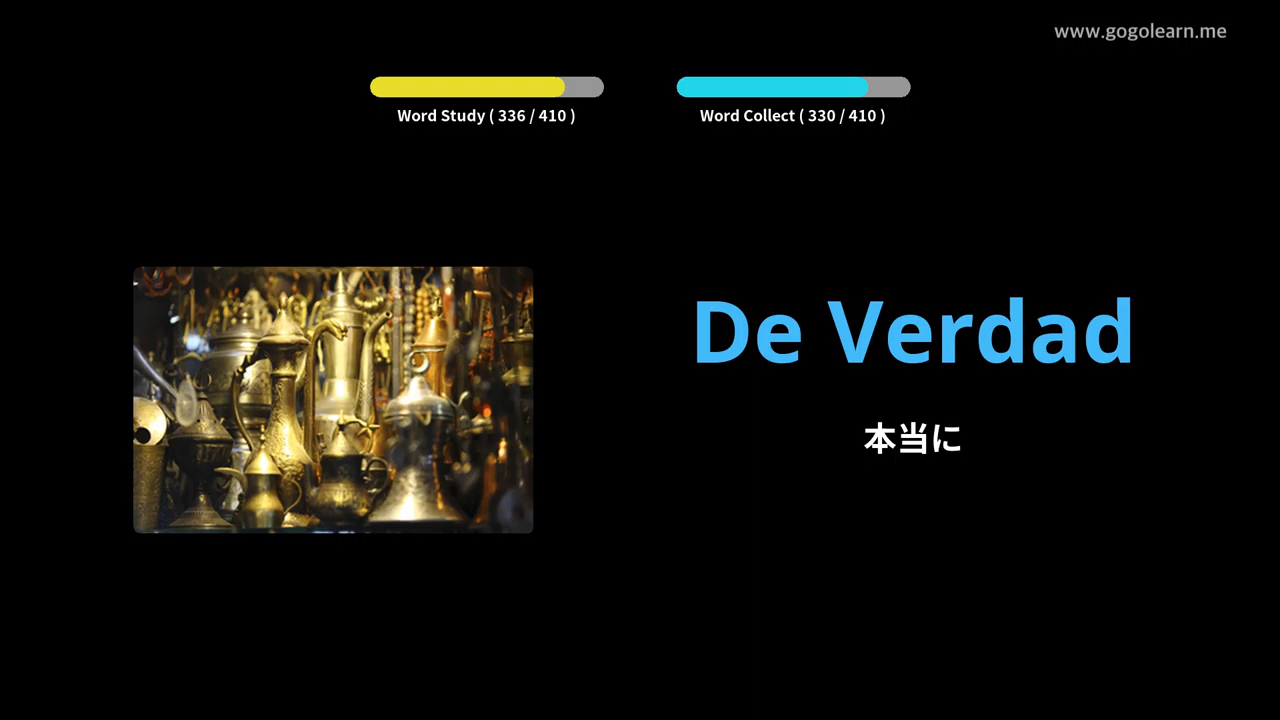 www.gogolearn.me
Word Study ( 336 / 410 )
Word Collect ( 330 / 410 )
De Verdad
本当に